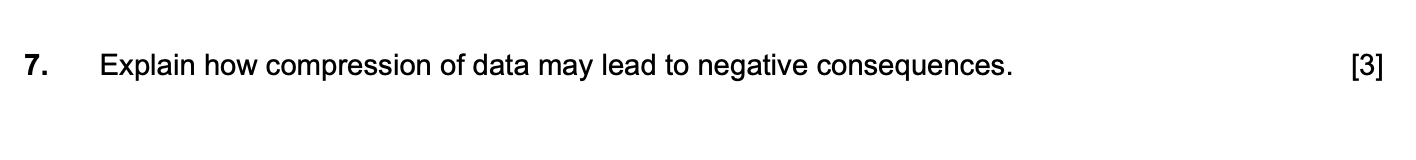 7. Explain how compression of data may lead to negative consequences. [3]